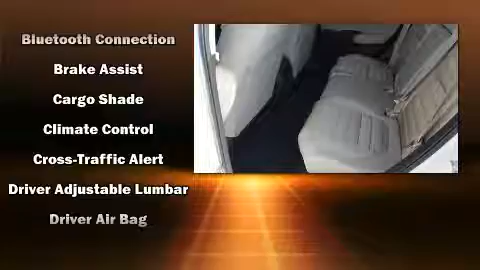 Bluetooth Connection
Brake Assist
Cargo Shade
Climate Control
Cross-Traffic Alert
Driver Adjustable Lumbar
Driver Air Bag